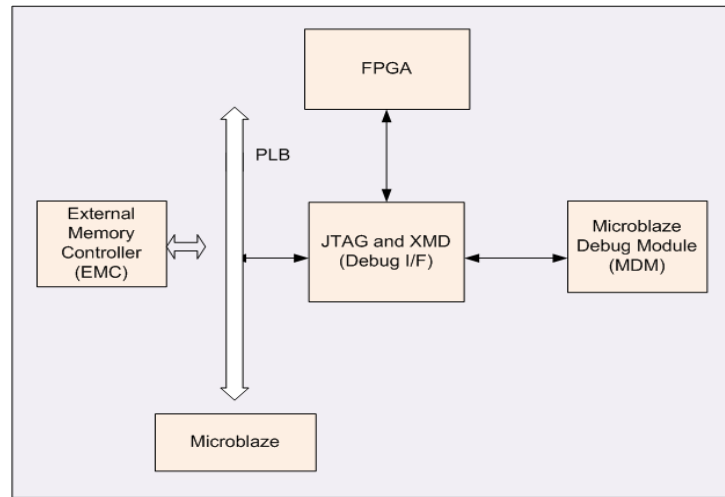 FPGA
PLB
External
Memory
Controller
(EMC)
JTAG and XMD
(Debug I/F)
Microblaze
Debug Module
(MDM)
Microblaze